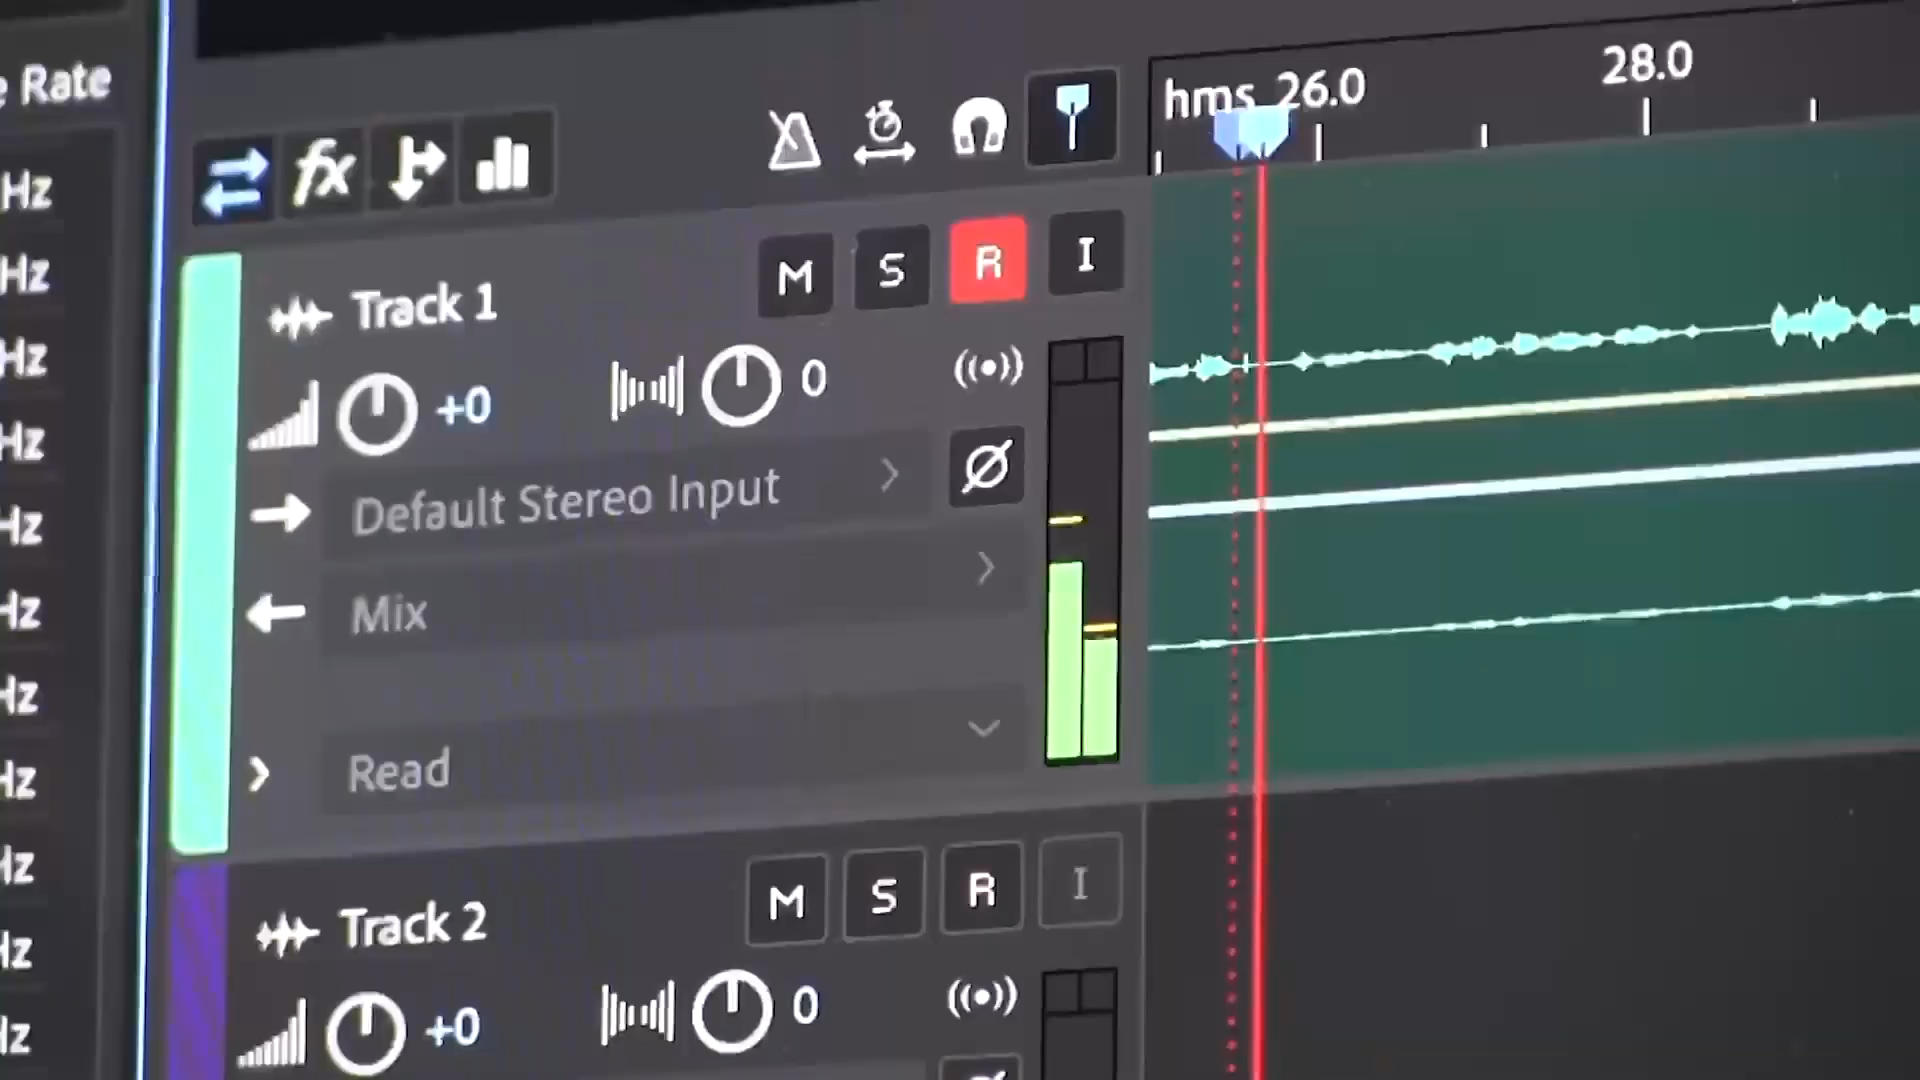 Rate
Hz
Hz
Hz
Hz
Hz
Hz
Hz
Hz
Hz
Hz
Hz
fx
hms 26.0
28.0
Track 1
M S R I
+0
0
Default Stereo Input
Mix
Read
Track 2
M S R I
+0
0